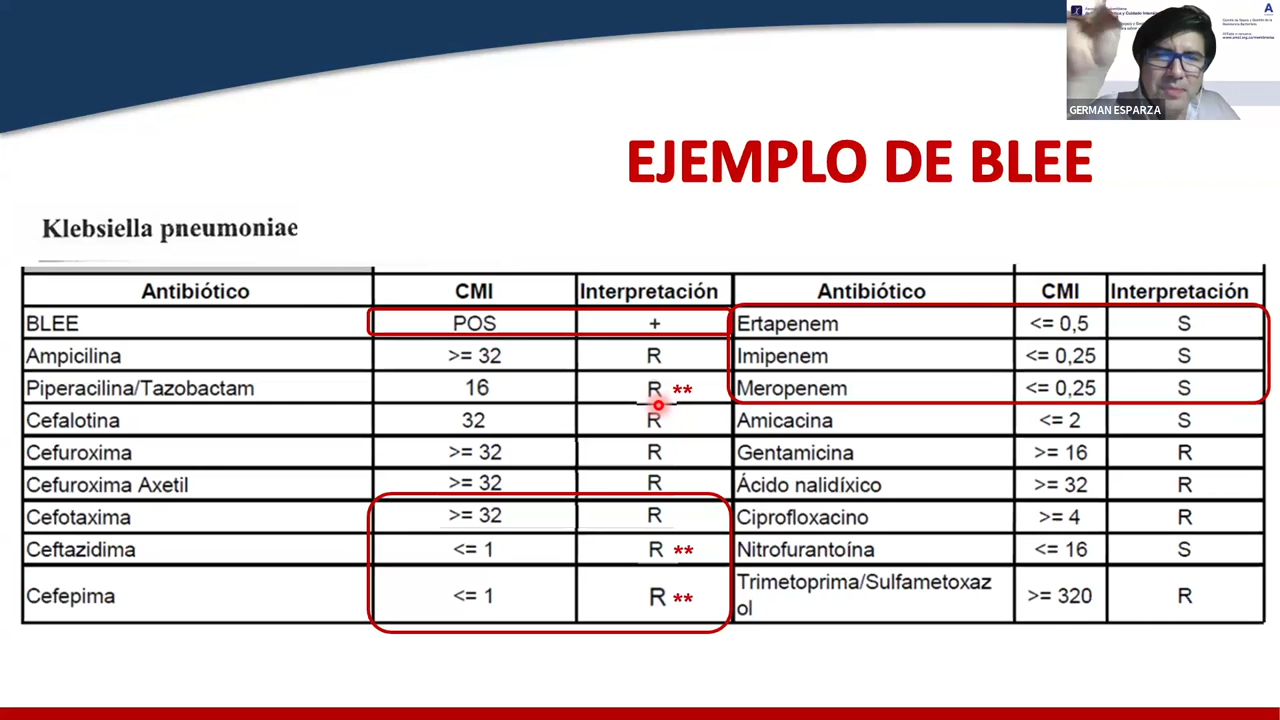 GERMAN ESPARZA
EJEMPLO DE BLEE
Klebsiella pneumoniae
Antibiótico CMI Interpretación Antibiótico CMI Interpretación
BLEE POS + Ertapenem <= 0,5 S
Ampicilina >= 32 R Imipenem <= 0,25 S
Piperacilina/Tazobactam 16 R ** Meropenem <= 0,25 S
Cefalotina 32 R Amicacina <= 2 S
Cefuroxima >= 32 R Gentamicina >= 16 R
Cefuroxima Axetil >= 32 R Ácido nalidíxico >= 32 R
Cefotaxima >= 32 R Ciprofloxacino >= 4 R
Ceftazidima <= 1 R ** Nitrofurantoína <= 16 S
Cefepima <= 1 R ** Trimetoprima/Sulfametoxaz
ol >= 320 R